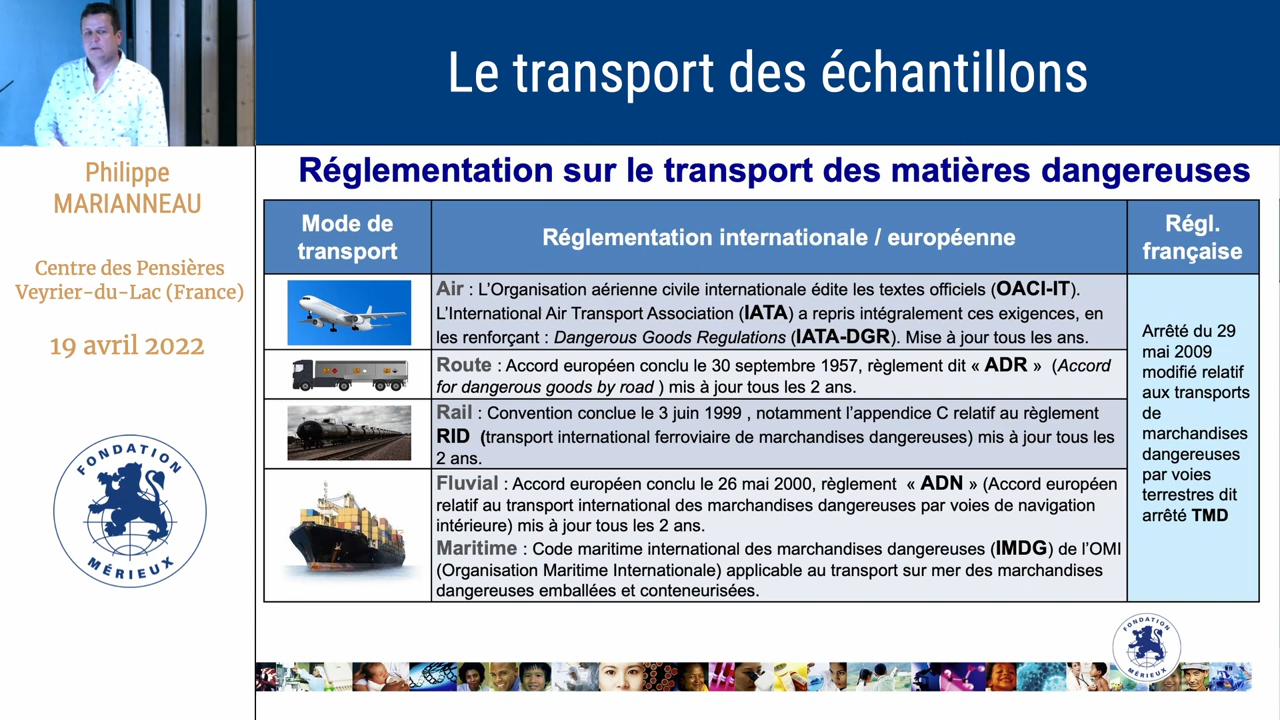 Le transport des échantillons
Philippe
MARIANNEAU
Centre des Pensières
Veyrier-du-Lac (France)
19 avril 2022
FONDATION
MÉRIEUX
Réglementation sur le transport des matières dangereuses
Mode de
transport
Réglementation internationale / européenne
Régl.
française
Air : L’Organisation aérienne civile internationale édite les textes officiels (OACI-IT).
L’International Air Transport Association (IATA) a repris intégralement ces exigences, en
les renforçant : Dangerous Goods Regulations (IATA-DGR). Mise à jour tous les ans.
Route : Accord européen conclu le 30 septembre 1957, règlement dit « ADR » (Accord
for dangerous goods by road ) mis à jour tous les 2 ans.
Rail : Convention conclue le 3 juin 1999 , notamment l’appendice C relatif au règlement
RID (transport international ferroviaire de marchandises dangereuses) mis à jour tous les
2 ans.
Fluvial : Accord européen conclu le 26 mai 2000, règlement « ADN » (Accord européen
relatif au transport international des marchandises dangereuses par voies de navigation
intérieure) mis à jour tous les 2 ans.
Maritime : Code maritime international des marchandises dangereuses (IMDG) de l’OMI
(Organisation Maritime Internationale) applicable au transport sur mer des marchandises
dangereuses emballées et conteneurisées.
Arrêté du 29
mai 2009
modifié relatif
aux transports
de
marchandises
dangereuses
par voies
terrestres dit
arrêté TMD
FONDATION
MÉRIEUX